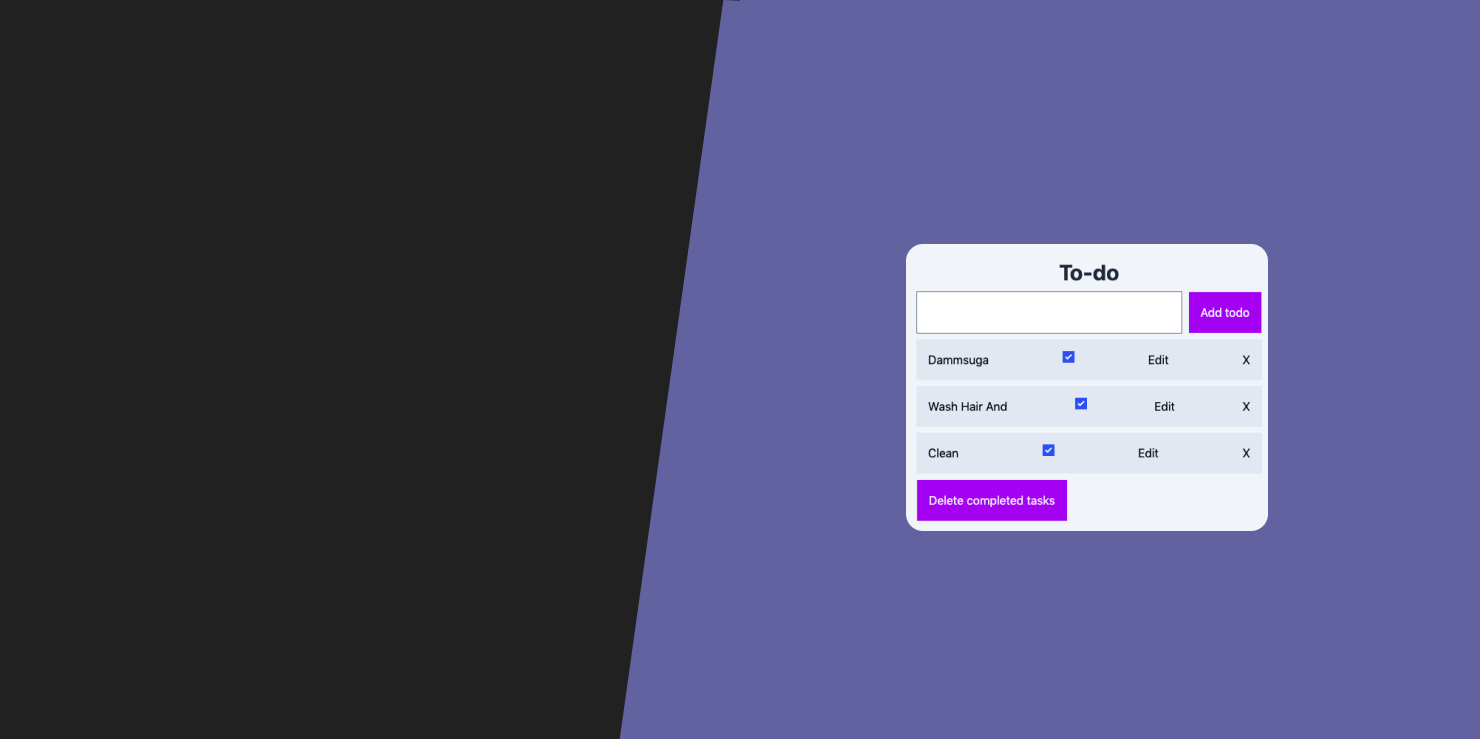 To-do
Add todo
Dammsuga Edit X
Wash Hair And Edit X
Clean Edit X
Delete completed tasks